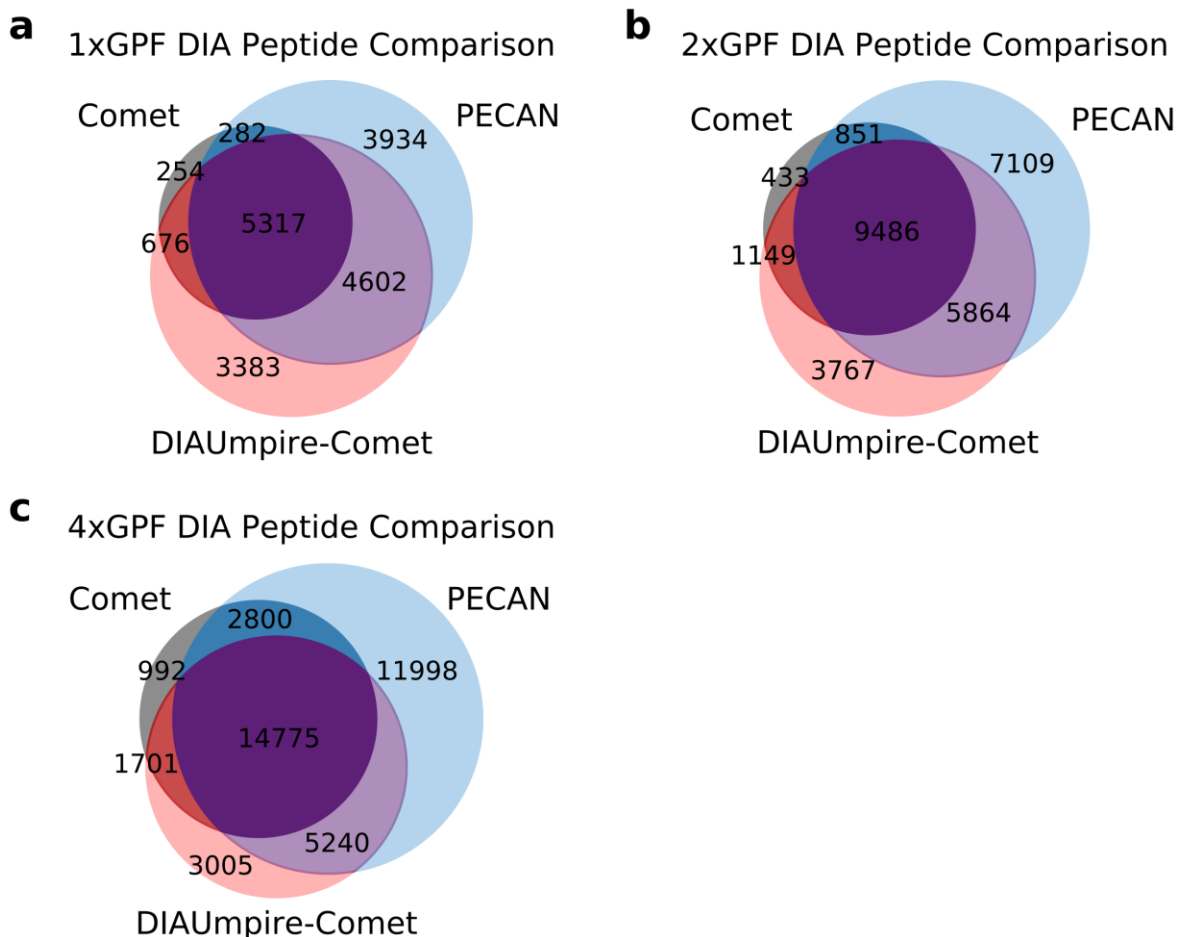 a
1xGPF DIA Peptide Comparison
Comet
PECAN
282
3934
254
5317
676
4602
3383
DIAUmpire-Comet
b
2xGPF DIA Peptide Comparison
Comet
PECAN
851
7109
433
9486
1149
5864
3767
DIAUmpire-Comet
c
4xGPF DIA Peptide Comparison
Comet
PECAN
2800
992
11998
14775
1701
5240
3005
DIAUmpire-Comet